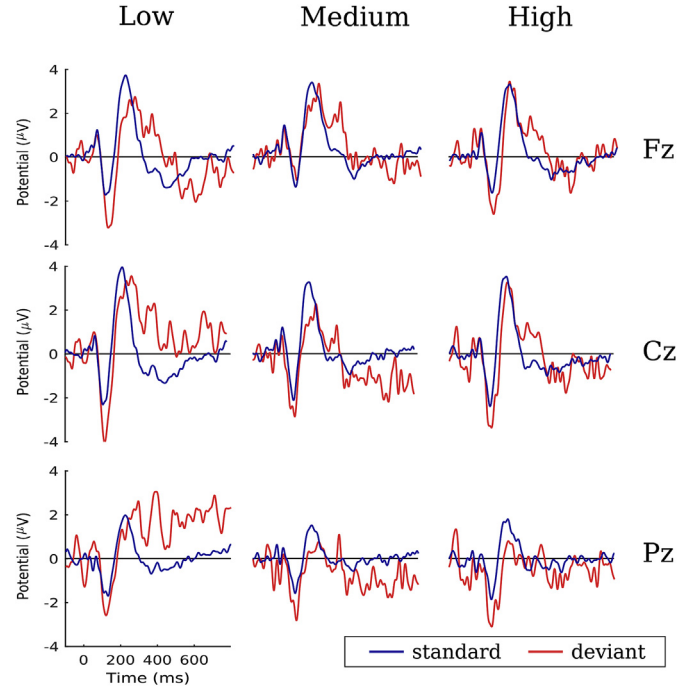 Low Medium High
4
2
0
-2
-4
Potential (μV)
Fz
4
2
0
-2
-4
Potential (μV)
Cz
4
2
0
-2
-4
Potential (μV)
Pz
0 200 400 600
Time (ms)
standard deviant